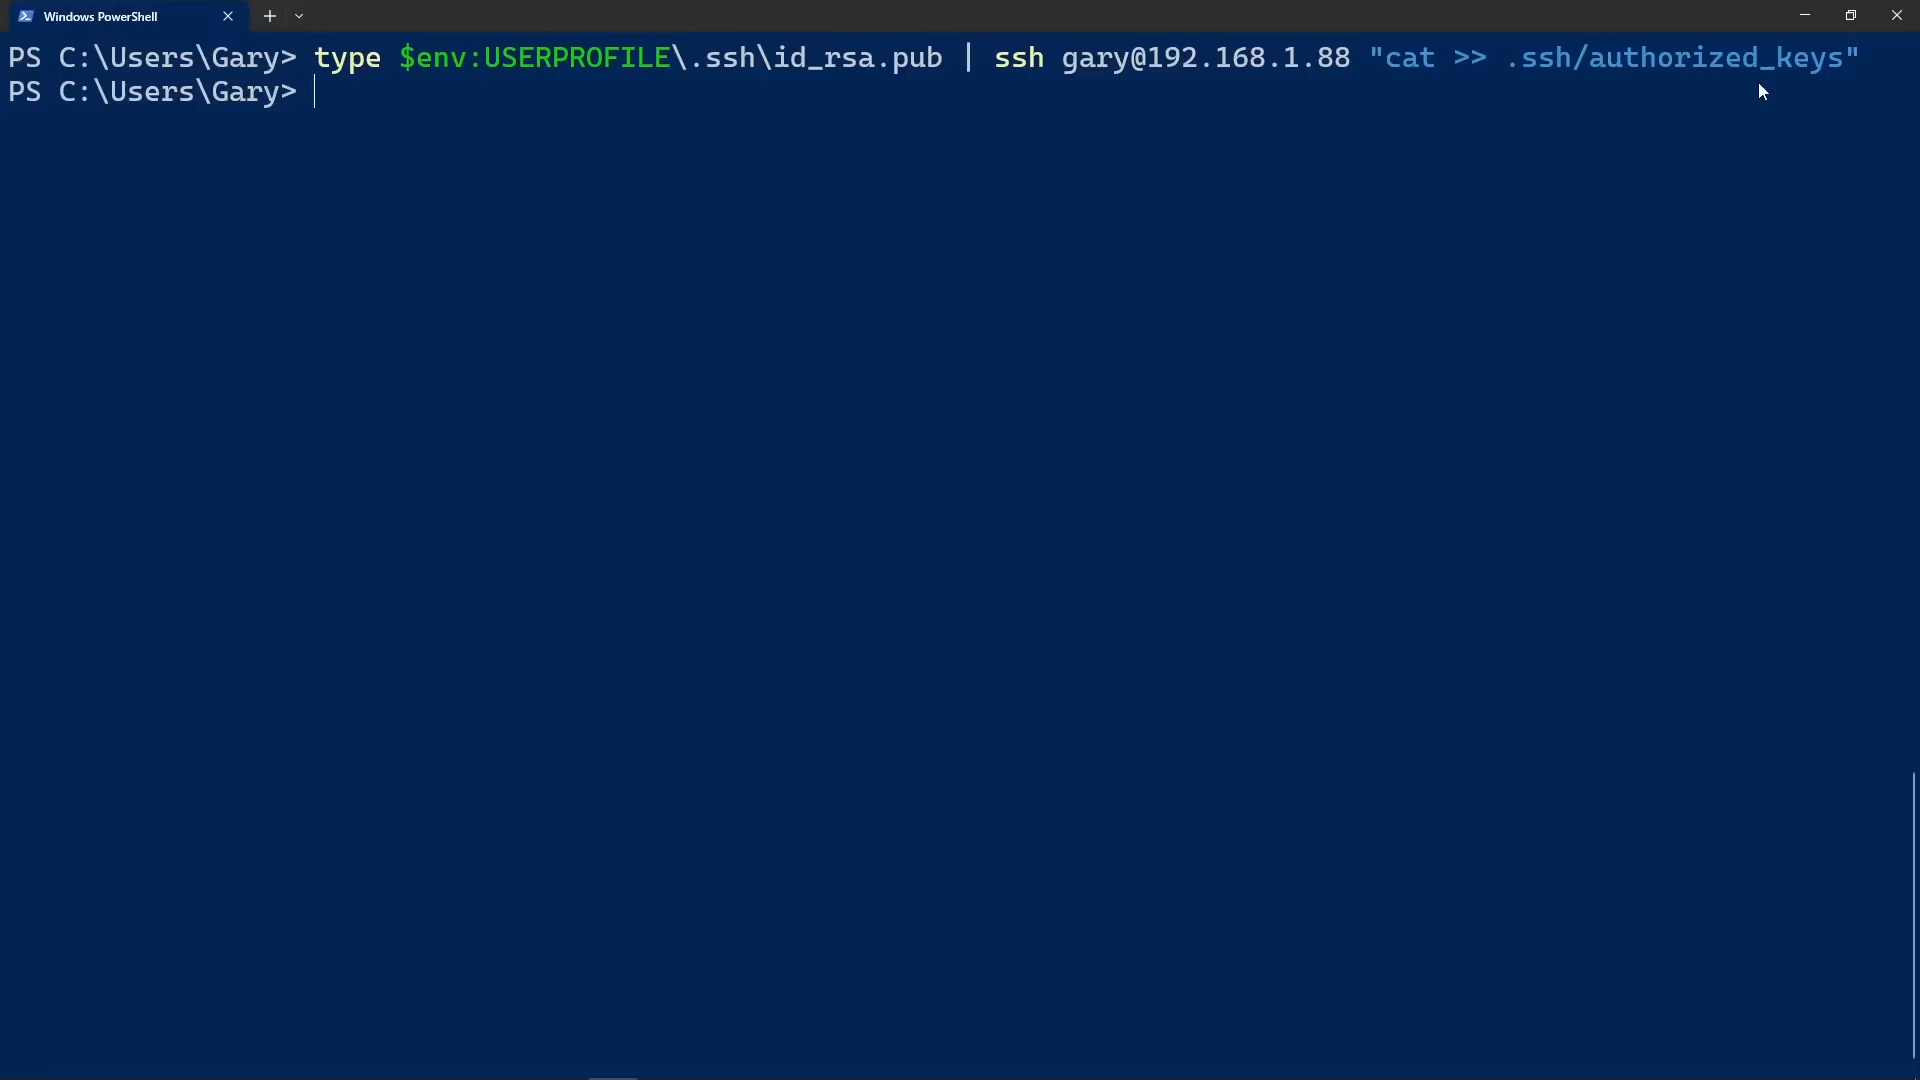 Windows PowerShell
PS C:\Users\Gary> type $env:USERPROFILE\.ssh\id_rsa.pub | ssh gary@192.168.1.88 "cat >> .ssh/authorized_keys"
PS C:\Users\Gary>